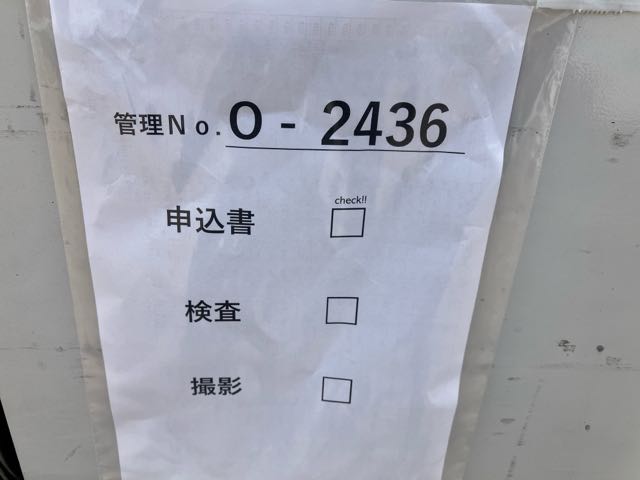 管理No. O - 2436
check!!
申込書 □
検査 □
撮影 □